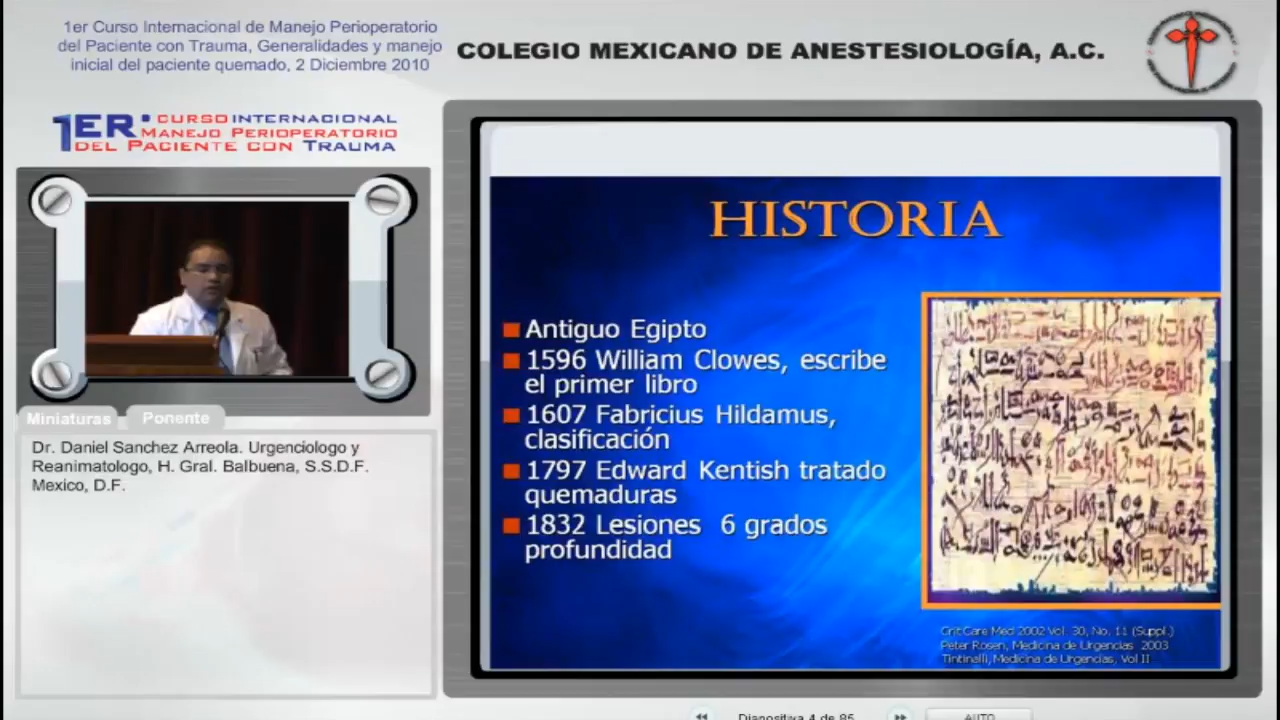 1er Curso Internacional de Manejo Perioperatorio
del Paciente con Trauma, Generalidades y manejo
inicial del paciente quemado, 2 Diciembre 2010
COLEGIO MEXICANO DE ANESTESIOLOGÍA, A.C.
1ER. CURSO INTERNACIONAL
MANEJO PERIOPERATORIO
DEL PACIENTE CON TRAUMA
Miniaturas
Ponente
Dr. Daniel Sanchez Arreola. Urgenciologo y
Reanimatologo, H. Gral. Balbuena, S.S.D.F.
Mexico, D.F.
HISTORIA
Antiguo Egipto
1596 William Clowes, escribe
el primer libro
1607 Fabricius Hildamus,
clasificación
1797 Edward Kentish tratado
quemaduras
1832 Lesiones 6 grados
profundidad
Crit Care Med 2002 Vol. 30, No. 11 (Suppl.)
Peter Rosen, Medicina de Urgencias 2003
Tintinalli, Medicina de Urgencias, Vol II
Diapositiva 4 de 85
AUTO